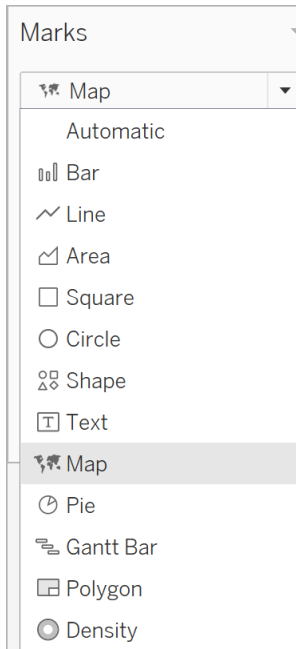 Marks
Map
Automatic
Bar
Line
Area
Square
Circle
Shape
Text
Map
Pie
Gantt Bar
Polygon
Density